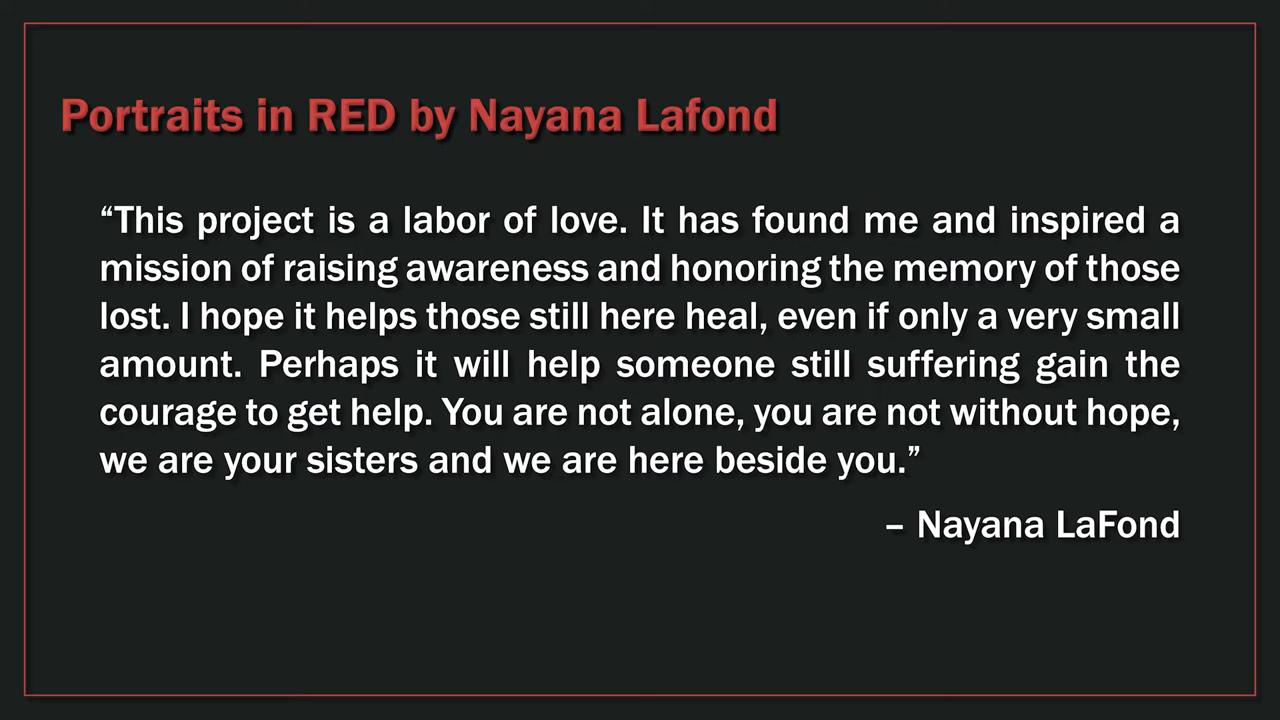 Portraits in RED by Nayana Lafond
“This project is a labor of love. It has found me and inspired a
mission of raising awareness and honoring the memory of those
lost. I hope it helps those still here heal, even if only a very small
amount. Perhaps it will help someone still suffering gain the
courage to get help. You are not alone, you are not without hope,
we are your sisters and we are here beside you.”
– Nayana LaFond